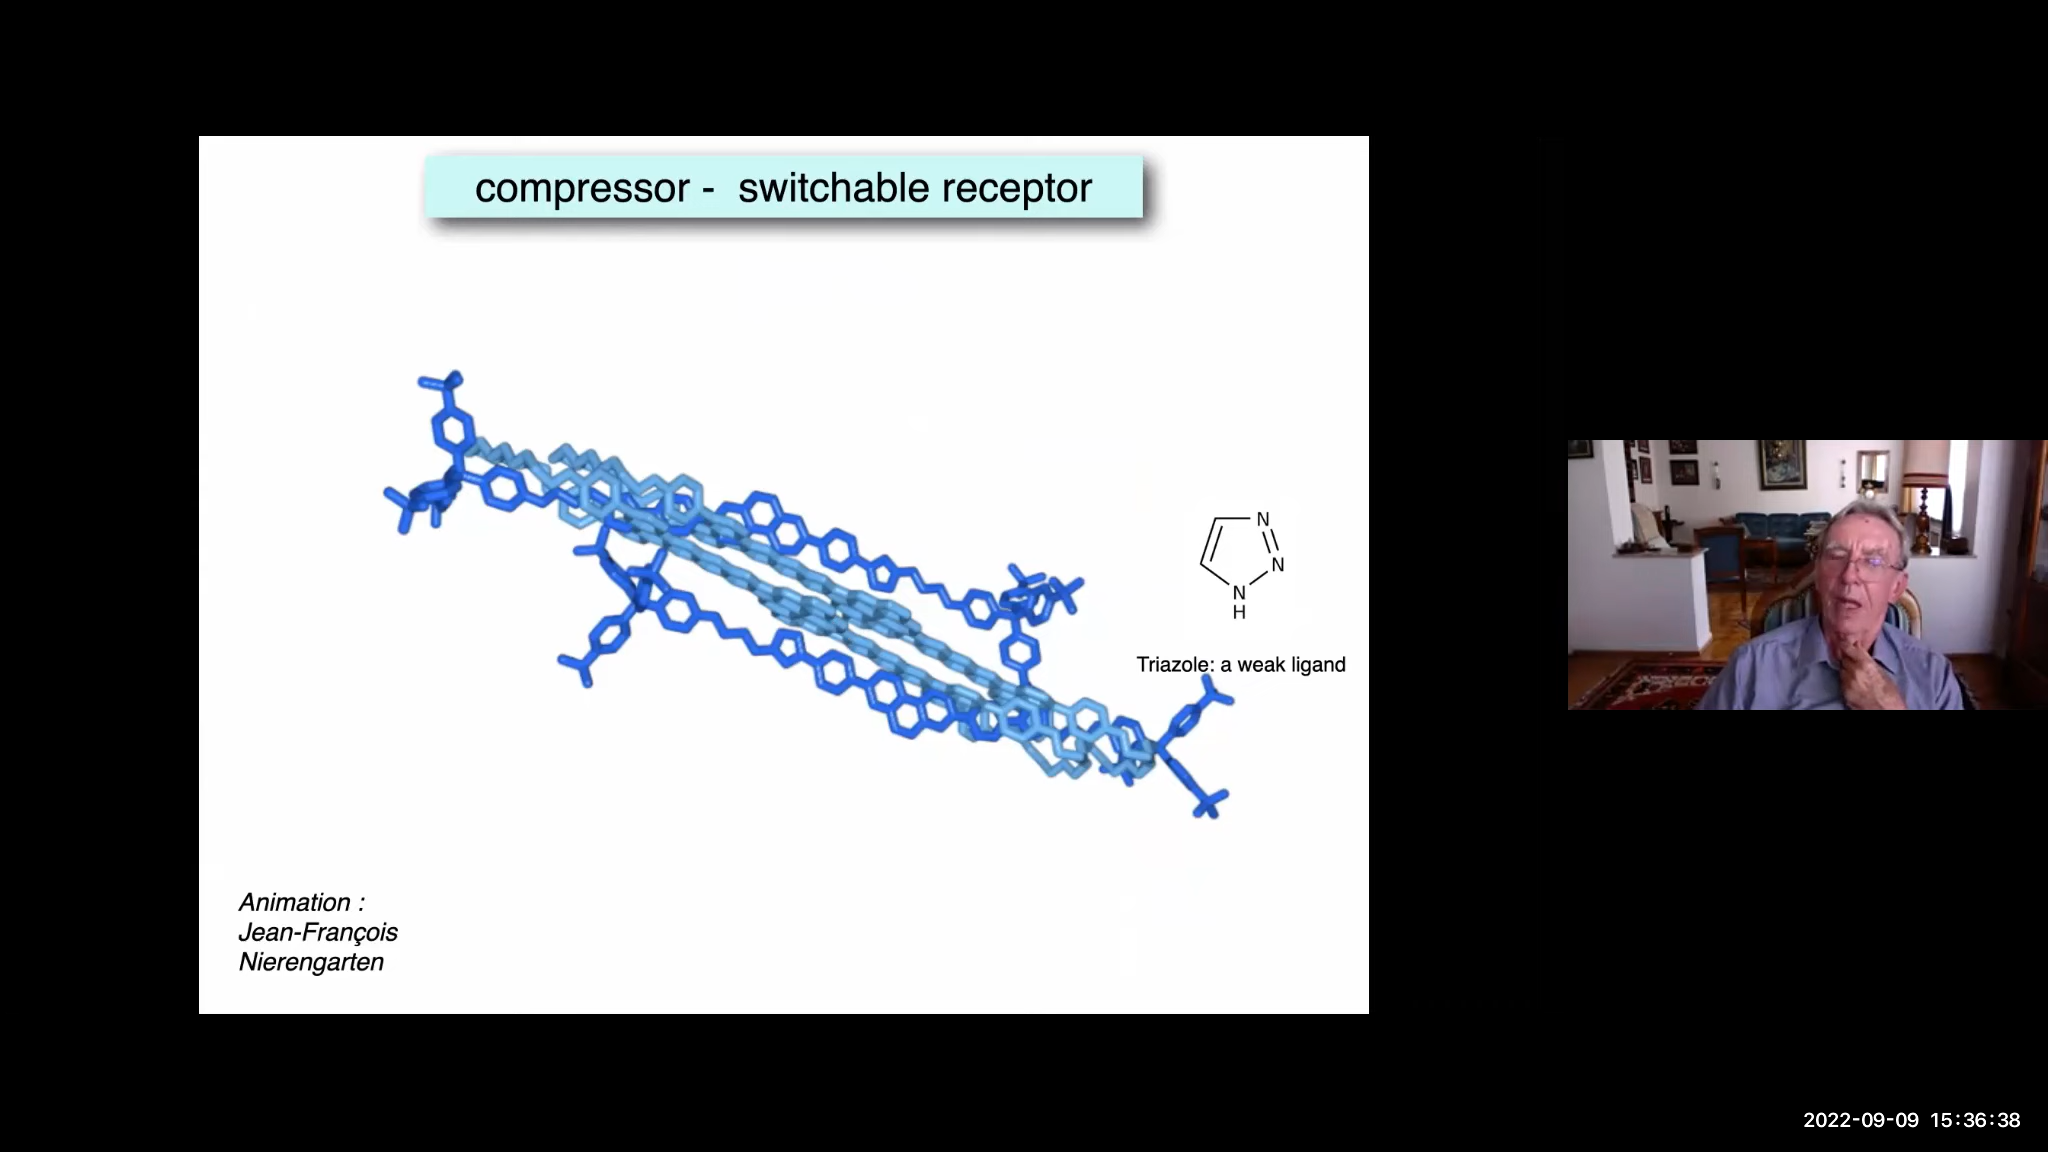 compressor - switchable receptor
N
N
N
H
Triazole: a weak ligand
Animation :
Jean-François
Nierengarten
2022-09-09 15:36:38